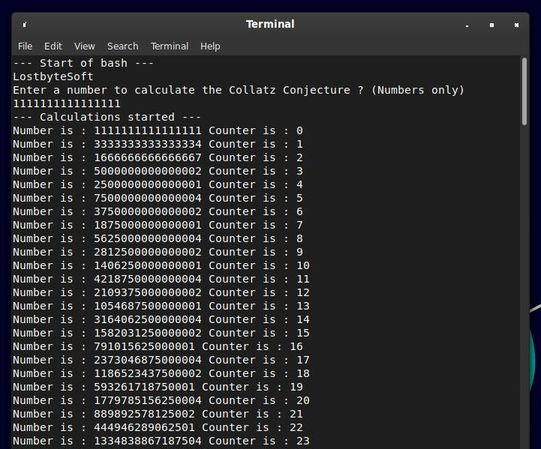 Terminal
File Edit View Search Terminal Help
--- Start of bash ---
LostbyteSoft
Enter a number to calculate the Collatz Conjecture ? (Numbers only)
1111111111111111
--- Calculations started ---
Number is : 1111111111111111 Counter is : 0
Number is : 3333333333333334 Counter is : 1
Number is : 1666666666666667 Counter is : 2
Number is : 5000000000000002 Counter is : 3
Number is : 2500000000000001 Counter is : 4
Number is : 7500000000000004 Counter is : 5
Number is : 3750000000000002 Counter is : 6
Number is : 1875000000000001 Counter is : 7
Number is : 5625000000000004 Counter is : 8
Number is : 2812500000000002 Counter is : 9
Number is : 1406250000000001 Counter is : 10
Number is : 4218750000000004 Counter is : 11
Number is : 2109375000000002 Counter is : 12
Number is : 1054687500000001 Counter is : 13
Number is : 3164062500000004 Counter is : 14
Number is : 1582031250000002 Counter is : 15
Number is : 791015625000001 Counter is : 16
Number is : 2373046875000004 Counter is : 17
Number is : 1186523437500002 Counter is : 18
Number is : 593261718750001 Counter is : 19
Number is : 1779785156250004 Counter is : 20
Number is : 889892578125002 Counter is : 21
Number is : 444946289062501 Counter is : 22
Number is : 1334838867187504 Counter is : 23